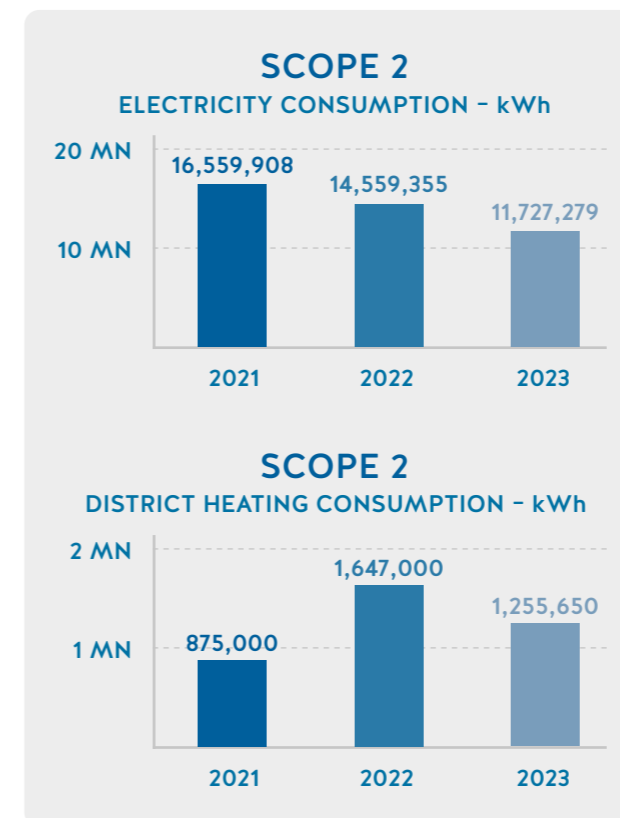 SCOPE 2
ELECTRICITY CONSUMPTION – kWh
20 MN
16,559,908
14,559,355
11,727,279
10 MN
2021 2022 2023
SCOPE 2
DISTRICT HEATING CONSUMPTION – kWh
2 MN
1,647,000
1,255,650
1 MN 875,000
2021 2022 2023